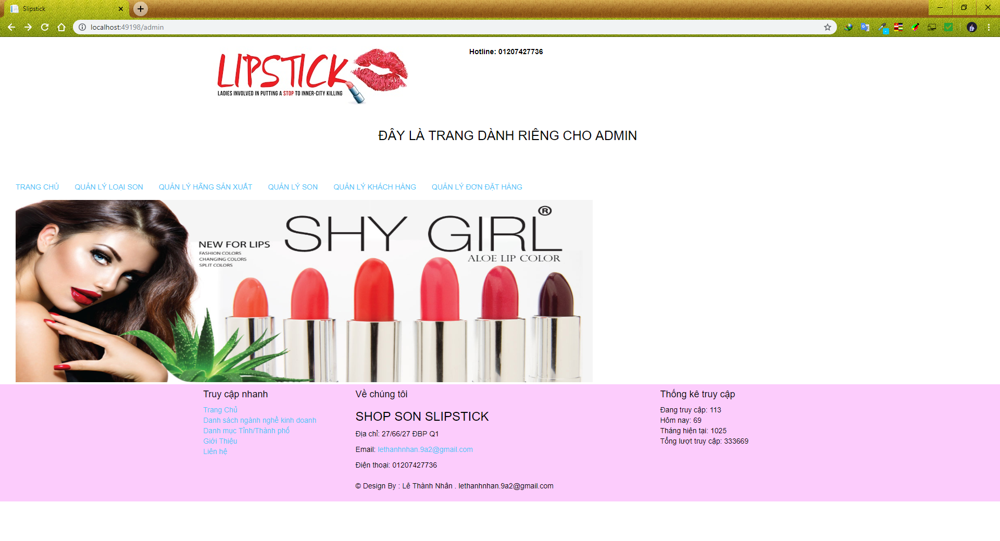 Slipstick
localhost:49198/admin
LIPSTICK
LADIES INVOLVED IN PUTTING A STOP TO INNER-CITY KILLING
Hotline: 01207427736
ĐÂY LÀ TRANG DÀNH RIÊNG CHO ADMIN
TRANG CHỦ QUẢN LÝ LOẠI SON QUẢN LÝ HÃNG SẢN XUẤT QUẢN LÝ SON QUẢN LÝ KHÁCH HÀNG QUẢN LÝ ĐƠN ĐẶT HÀNG
SHY GIRL®
NEW FOR LIPS
FASHION COLORS
CHANGING COLORS
SPLIT COLORS
ALOE LIP COLOR
Truy cập nhanh
Trang Chủ
Danh sách ngành nghề kinh doanh
Danh mục Tỉnh/Thành phố
Giới Thiệu
Liên hệ
Về chúng tôi
SHOP SON SLIPSTICK
Địa chỉ: 27/66/27 ĐBP Q1
Email: lethanhnhan.9a2@gmail.com
Điện thoại: 01207427736
© Design By : Lê Thành Nhân . lethanhnhan.9a2@gmail.com
Thống kê truy cập
Đang truy cập: 113
Hôm nay: 69
Tháng hiện tại: 1025
Tổng lượt truy cập: 333669